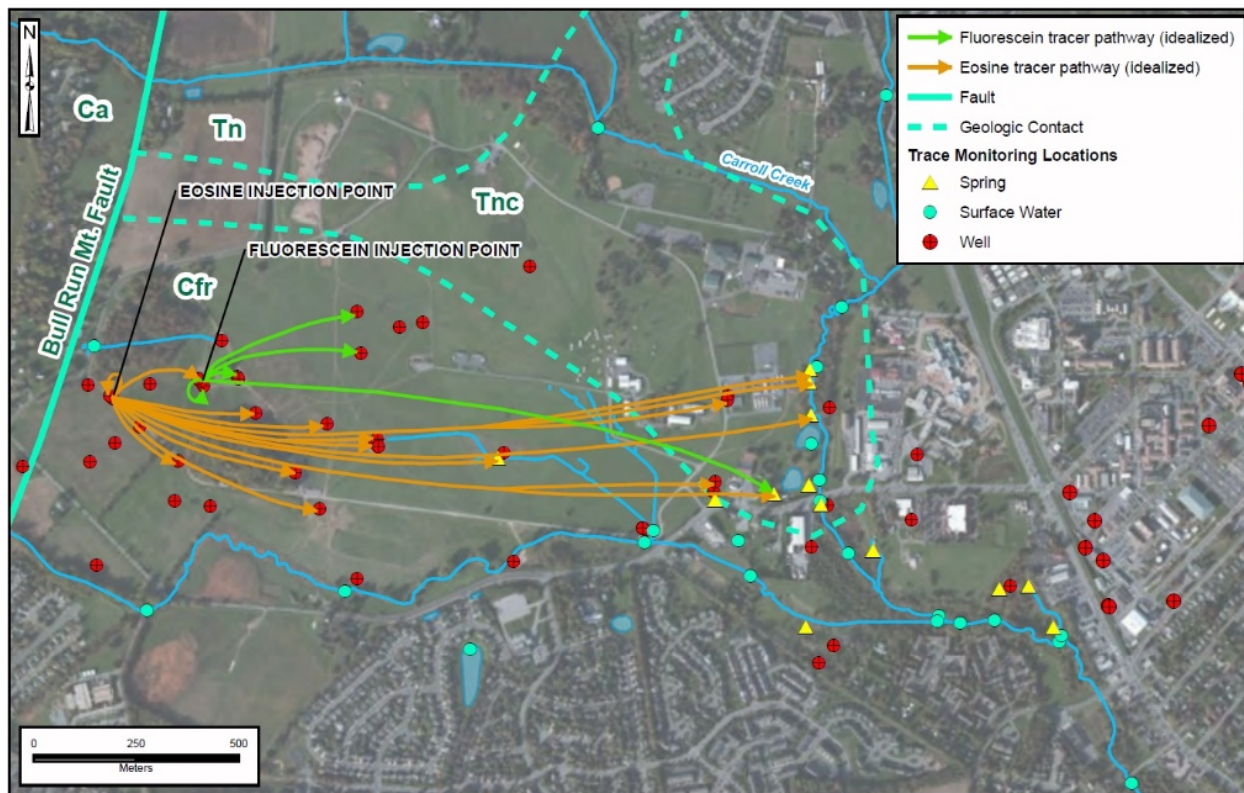 N
Ca
Tn
EOSINE INJECTION POINT
Tnc
FLUORESCEIN INJECTION POINT
Cfr
Bull Run Mt. Fault
Carroll Creek
Fluorescein tracer pathway (idealized)
Eosine tracer pathway (idealized)
Fault
Geologic Contact
Trace Monitoring Locations
Spring
Surface Water
Well
0 250 500
Meters